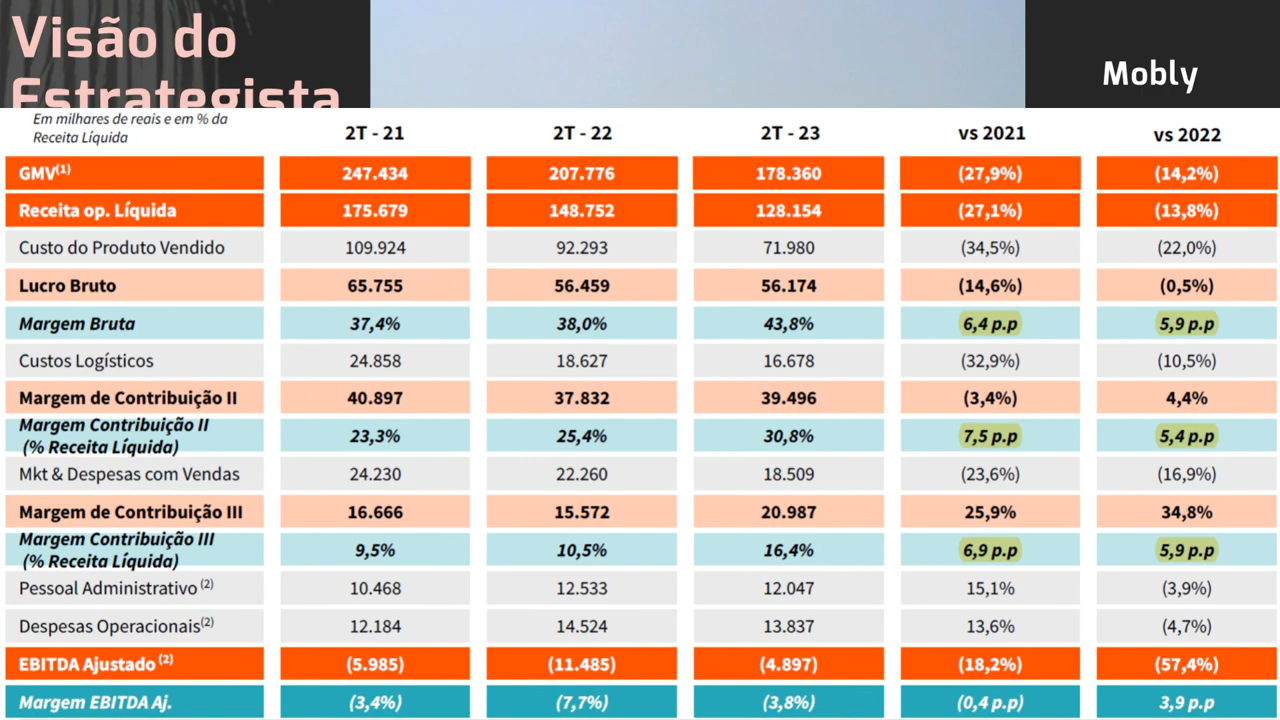 Visão do
Estrategista
Mobly
Em milhares de reais e em % da
Receita Líquida
2T - 21 2T - 22 2T - 23 vs 2021 vs 2022
GMV(1) 247.434 207.776 178.360 (27,9%) (14,2%)
Receita op. Líquida 175.679 148.752 128.154 (27,1%) (13,8%)
Custo do Produto Vendido 109.924 92.293 71.980 (34,5%) (22,0%)
Lucro Bruto 65.755 56.459 56.174 (14,6%) (0,5%)
Margem Bruta 37,4% 38,0% 43,8% 6,4 p.p 5,9 p.p
Custos Logísticos 24.858 18.627 16.678 (32,9%) (10,5%)
Margem de Contribuição II 40.897 37.832 39.496 (3,4%) 4,4%
Margem Contribuição II
(% Receita Líquida) 23,3% 25,4% 30,8% 7,5 p.p 5,4 p.p
Mkt & Despesas com Vendas 24.230 22.260 18.509 (23,6%) (16,9%)
Margem de Contribuição III 16.666 15.572 20.987 25,9% 34,8%
Margem Contribuição III
(% Receita Líquida) 9,5% 10,5% 16,4% 6,9 p.p 5,9 p.p
Pessoal Administrativo (2) 10.468 12.533 12.047 15,1% (3,9%)
Despesas Operacionais(2) 12.184 14.524 13.837 13,6% (4,7%)
EBITDA Ajustado (2) (5.985) (11.485) (4.897) (18,2%) (57,4%)
Margem EBITDA Aj. (3,4%) (7,7%) (3,8%) (0,4 p.p) 3,9 p.p